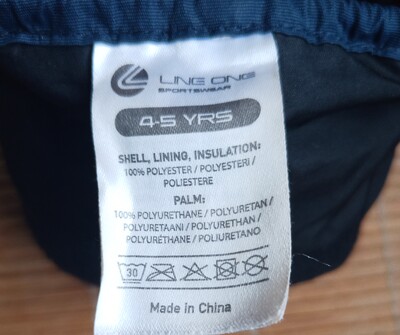 LINE ONE
SPORTSWEAR
4-5 YRS
SHELL, LINING, INSULATION:
100% POLYESTER / POLYESTERI /
POLIESTERE
PALM:
100% POLYURETHANE / POLYURETAN /
POLYURETAANI / POLYURETHAN /
POLYURÉTHANE / POLIURETANO
30
Made in China